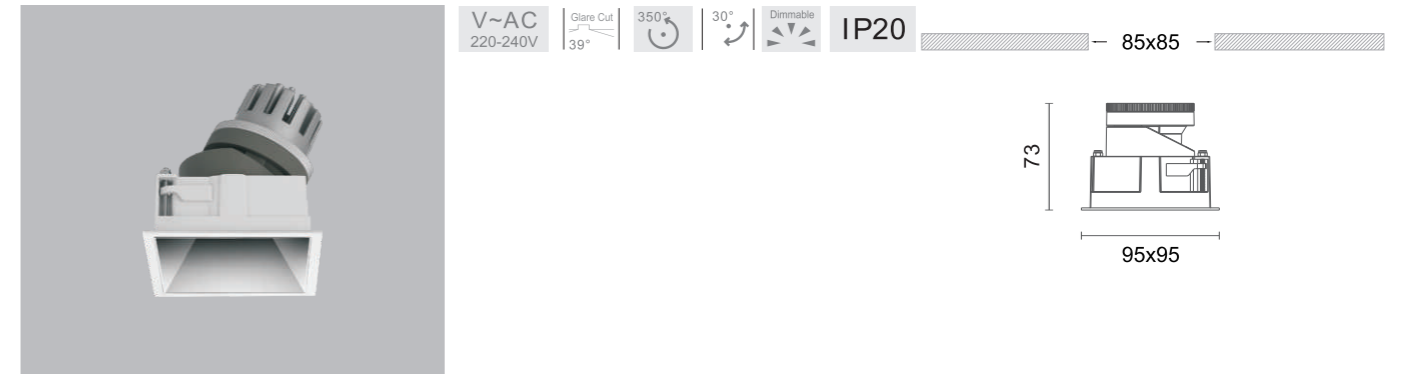 V~AC
220-240V
Glare Cut
39°
350°
30°
Dimmable
IP20
85x85
73
95x95